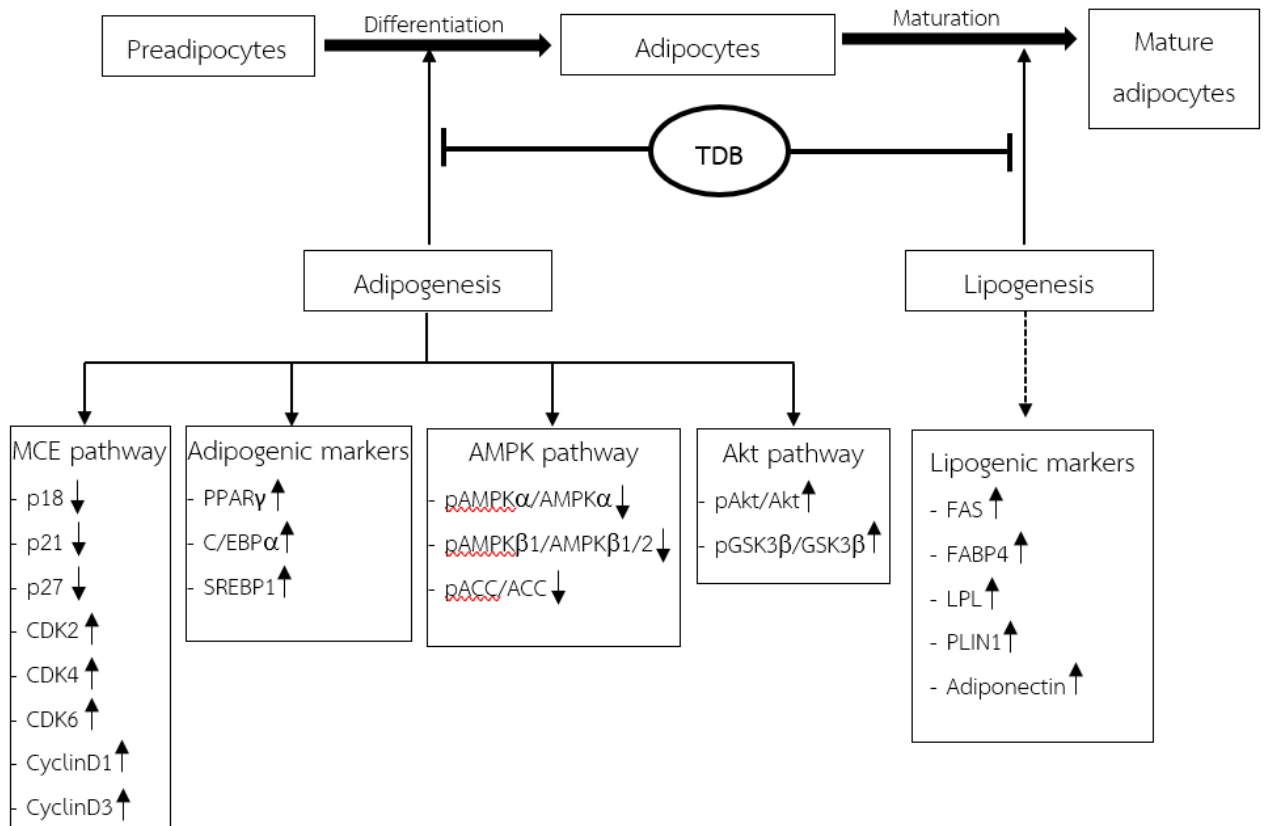 Preadipocytes
Differentiation
Adipocytes
Maturation
Mature
adipocytes
TDB
Adipogenesis
Lipogenesis
MCE pathway
- p18
- p21
- p27
- CDK2
- CDK4
- CDK6
- CyclinD1
- CyclinD3
Adipogenic markers
- PPARγ
- C/EBPα
- SREBP1
AMPK pathway
- pAMPKα/AMPKα
- pAMPKβ1/AMPKβ1/2
- pACC/ACC
Akt pathway
- pAkt/Akt
- pGSK3β/GSK3β
Lipogenic markers
- FAS
- FABP4
- LPL
- PLIN1
- Adiponectin